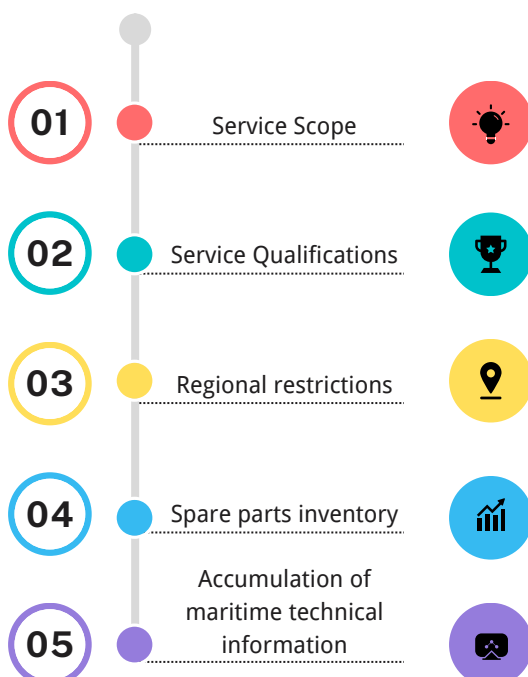 01
Service Scope
02
Service Qualifications
03
Regional restrictions
04
Spare parts inventory
05
Accumulation of
maritime technical
information